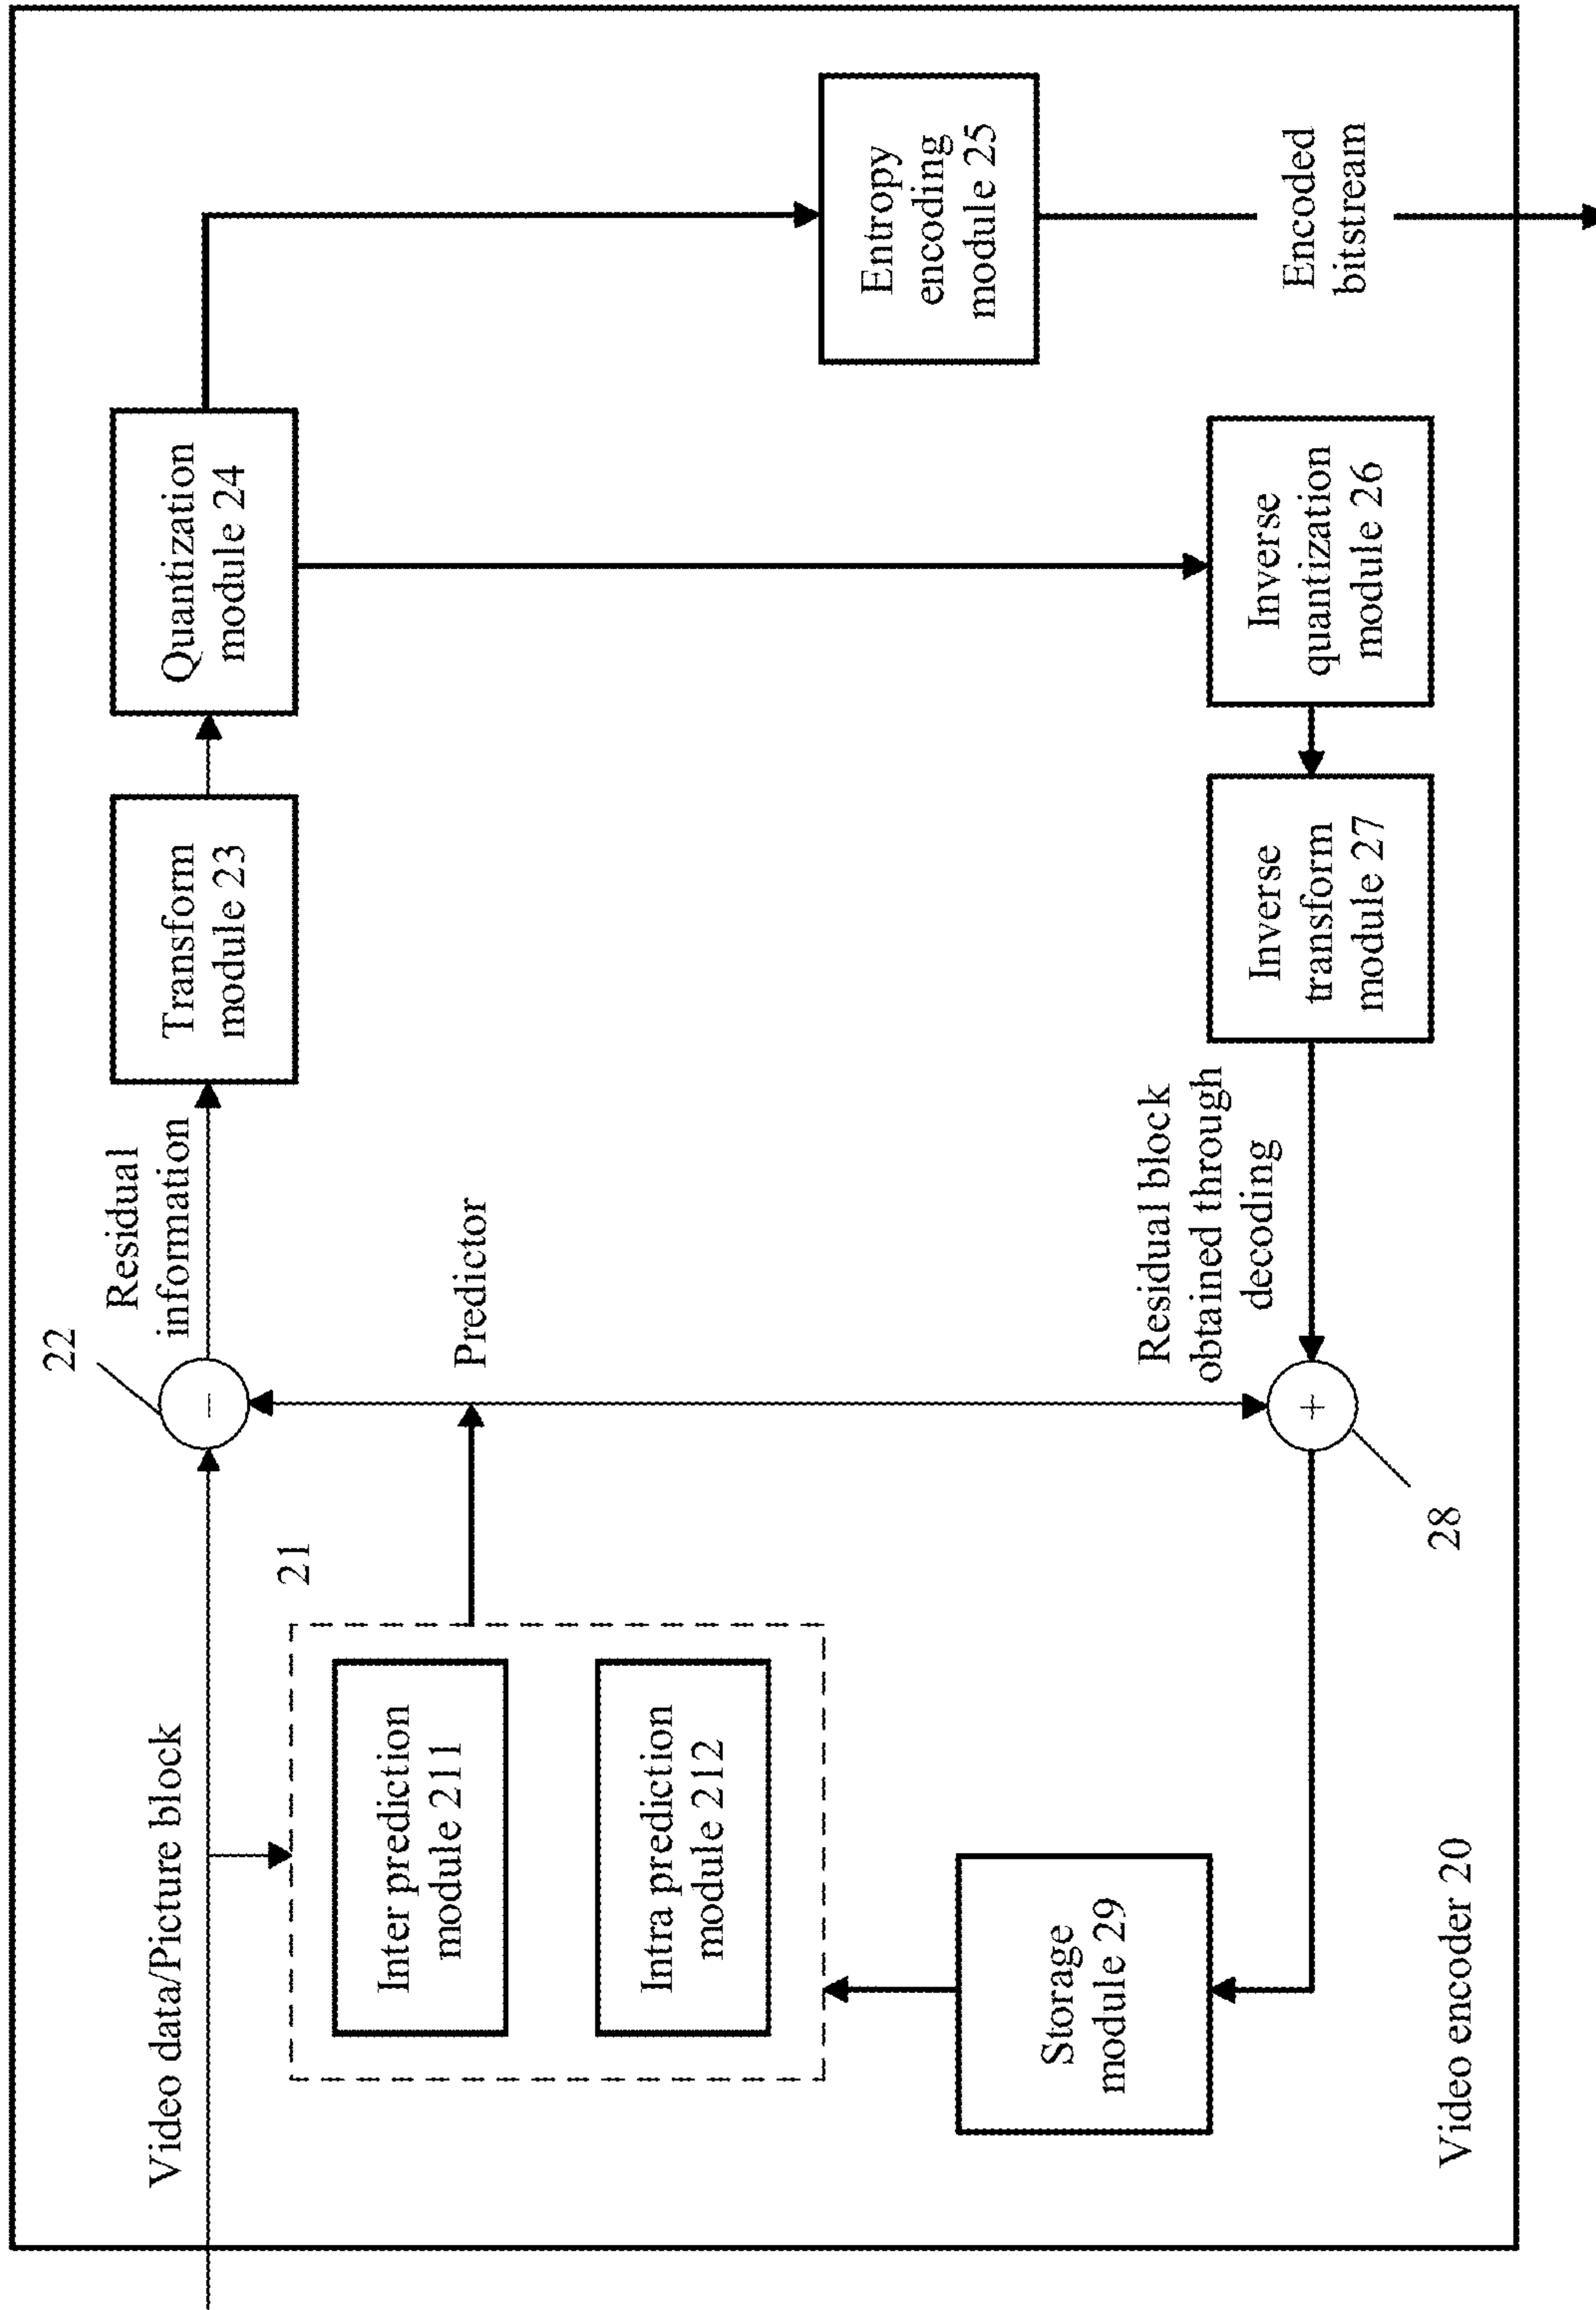 22
Video data/Picture block
−
Residual
information
Transform
module 23
Quantization
module 24
21
Inter prediction
module 211
Intra prediction
module 212
Predictor
Entropy
encoding
module 25
Storage
module 29
Residual block
obtained through
decoding
+
28
Inverse
transform
module 27
Inverse
quantization
module 26
Encoded
bitstream
Video encoder 20